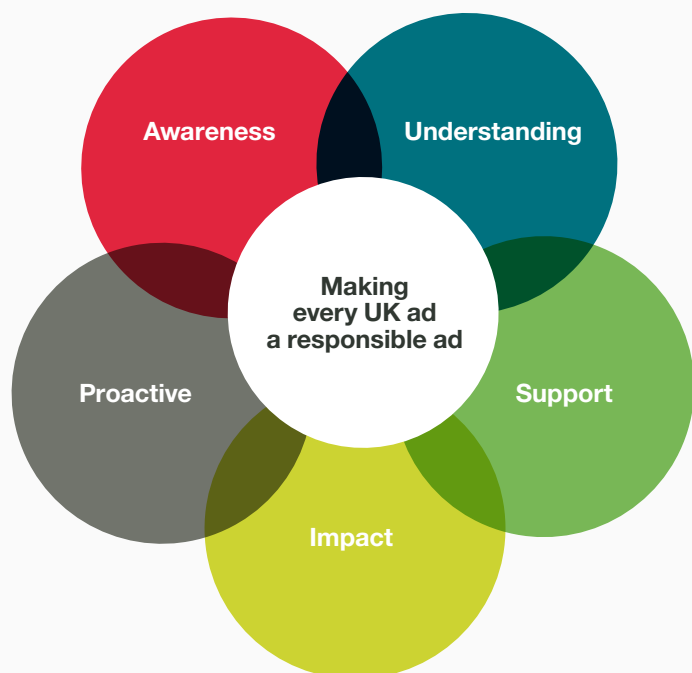 Awareness
Understanding
Making
every UK ad
a responsible ad
Proactive
Support
Impact